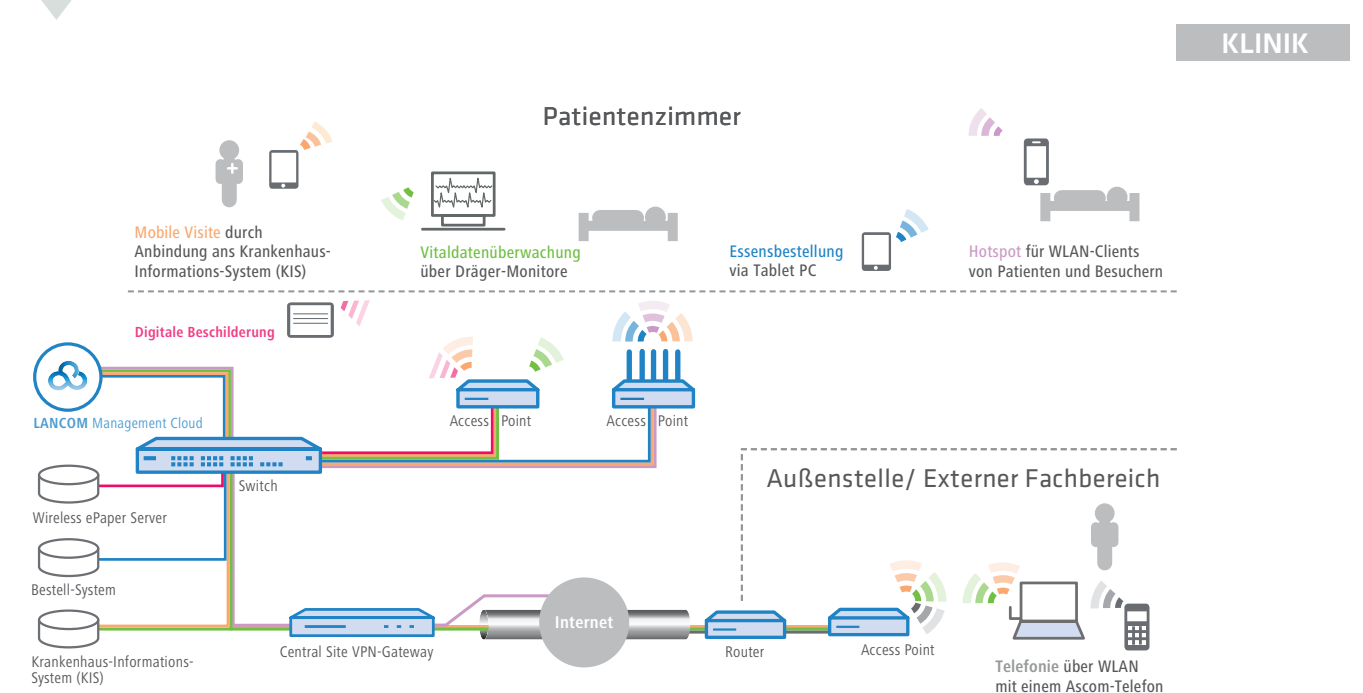 KLINIK
Patientenzimmer
Mobile Visite durch
Anbindung ans Krankenhaus-
Informations-System (KIS)
Vitaldatenüberwachung
über Dräger-Monitore
Essensbestellung
via Tablet PC
Hotspot für WLAN-Clients
von Patienten und Besuchern
Digitale Beschilderung
LANCOM Management Cloud
Access Point
Access Point
Switch
Wireless ePaper Server
Bestell-System
Krankenhaus-Informations-
System (KIS)
Central Site VPN-Gateway
Internet
Außenstelle/ Externer Fachbereich
Router
Access Point
Telefonie über WLAN
mit einem Ascom-Telefon